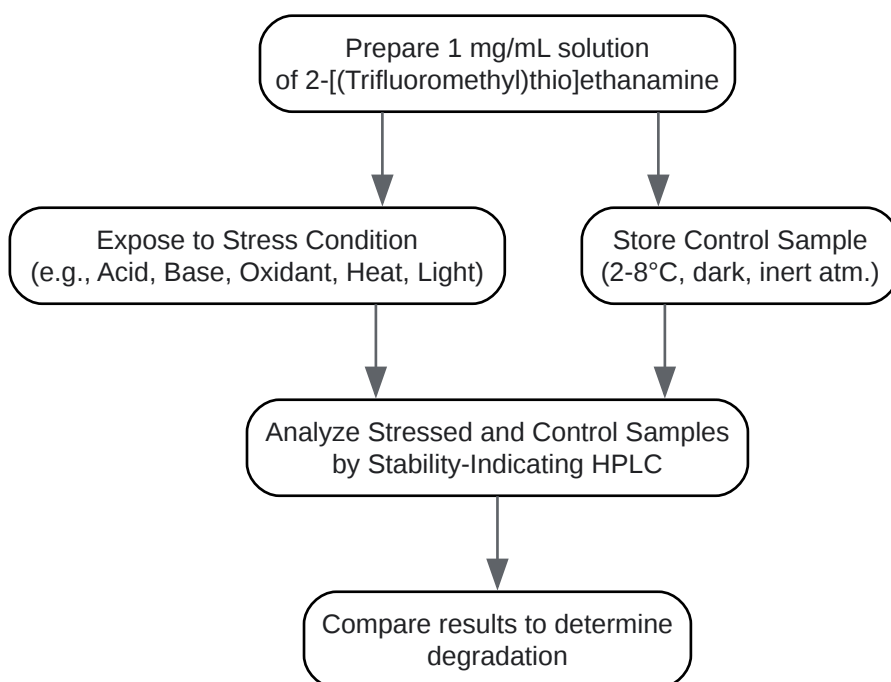 Prepare 1 mg/mL solution
of 2-[(Trifluoromethyl)thio]ethanamine
Expose to Stress Condition
(e.g., Acid, Base, Oxidant, Heat, Light)
Store Control Sample
(2-8°C, dark, inert atm.)
Analyze Stressed and Control Samples
by Stability-Indicating HPLC
Compare results to determine
degradation